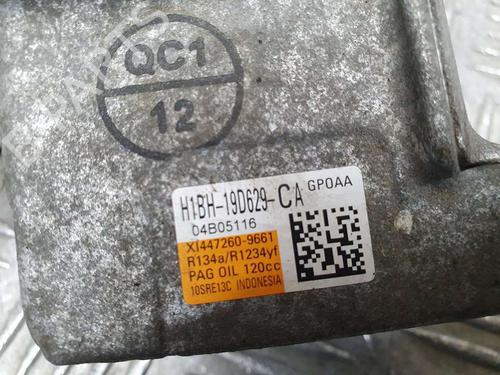 QC1
12
H1BH-19D629-CA GP0AA
04B05116
XI447260-9661
R134a/R1234yf
PAG OIL 120cc
10SRE13C INDONESIA